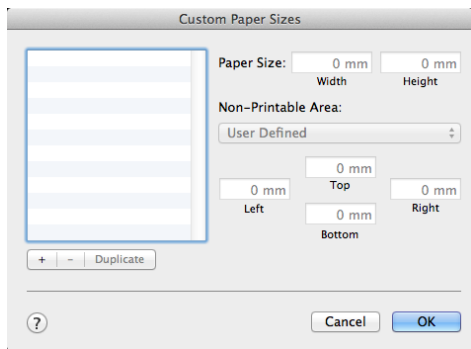 Custom Paper Sizes
Paper Size: 0 mm 0 mm
Width Height
Non-Printable Area:
User Defined
0 mm
Top
0 mm 0 mm
Left Right
0 mm
Bottom
+ - Duplicate
? Cancel OK